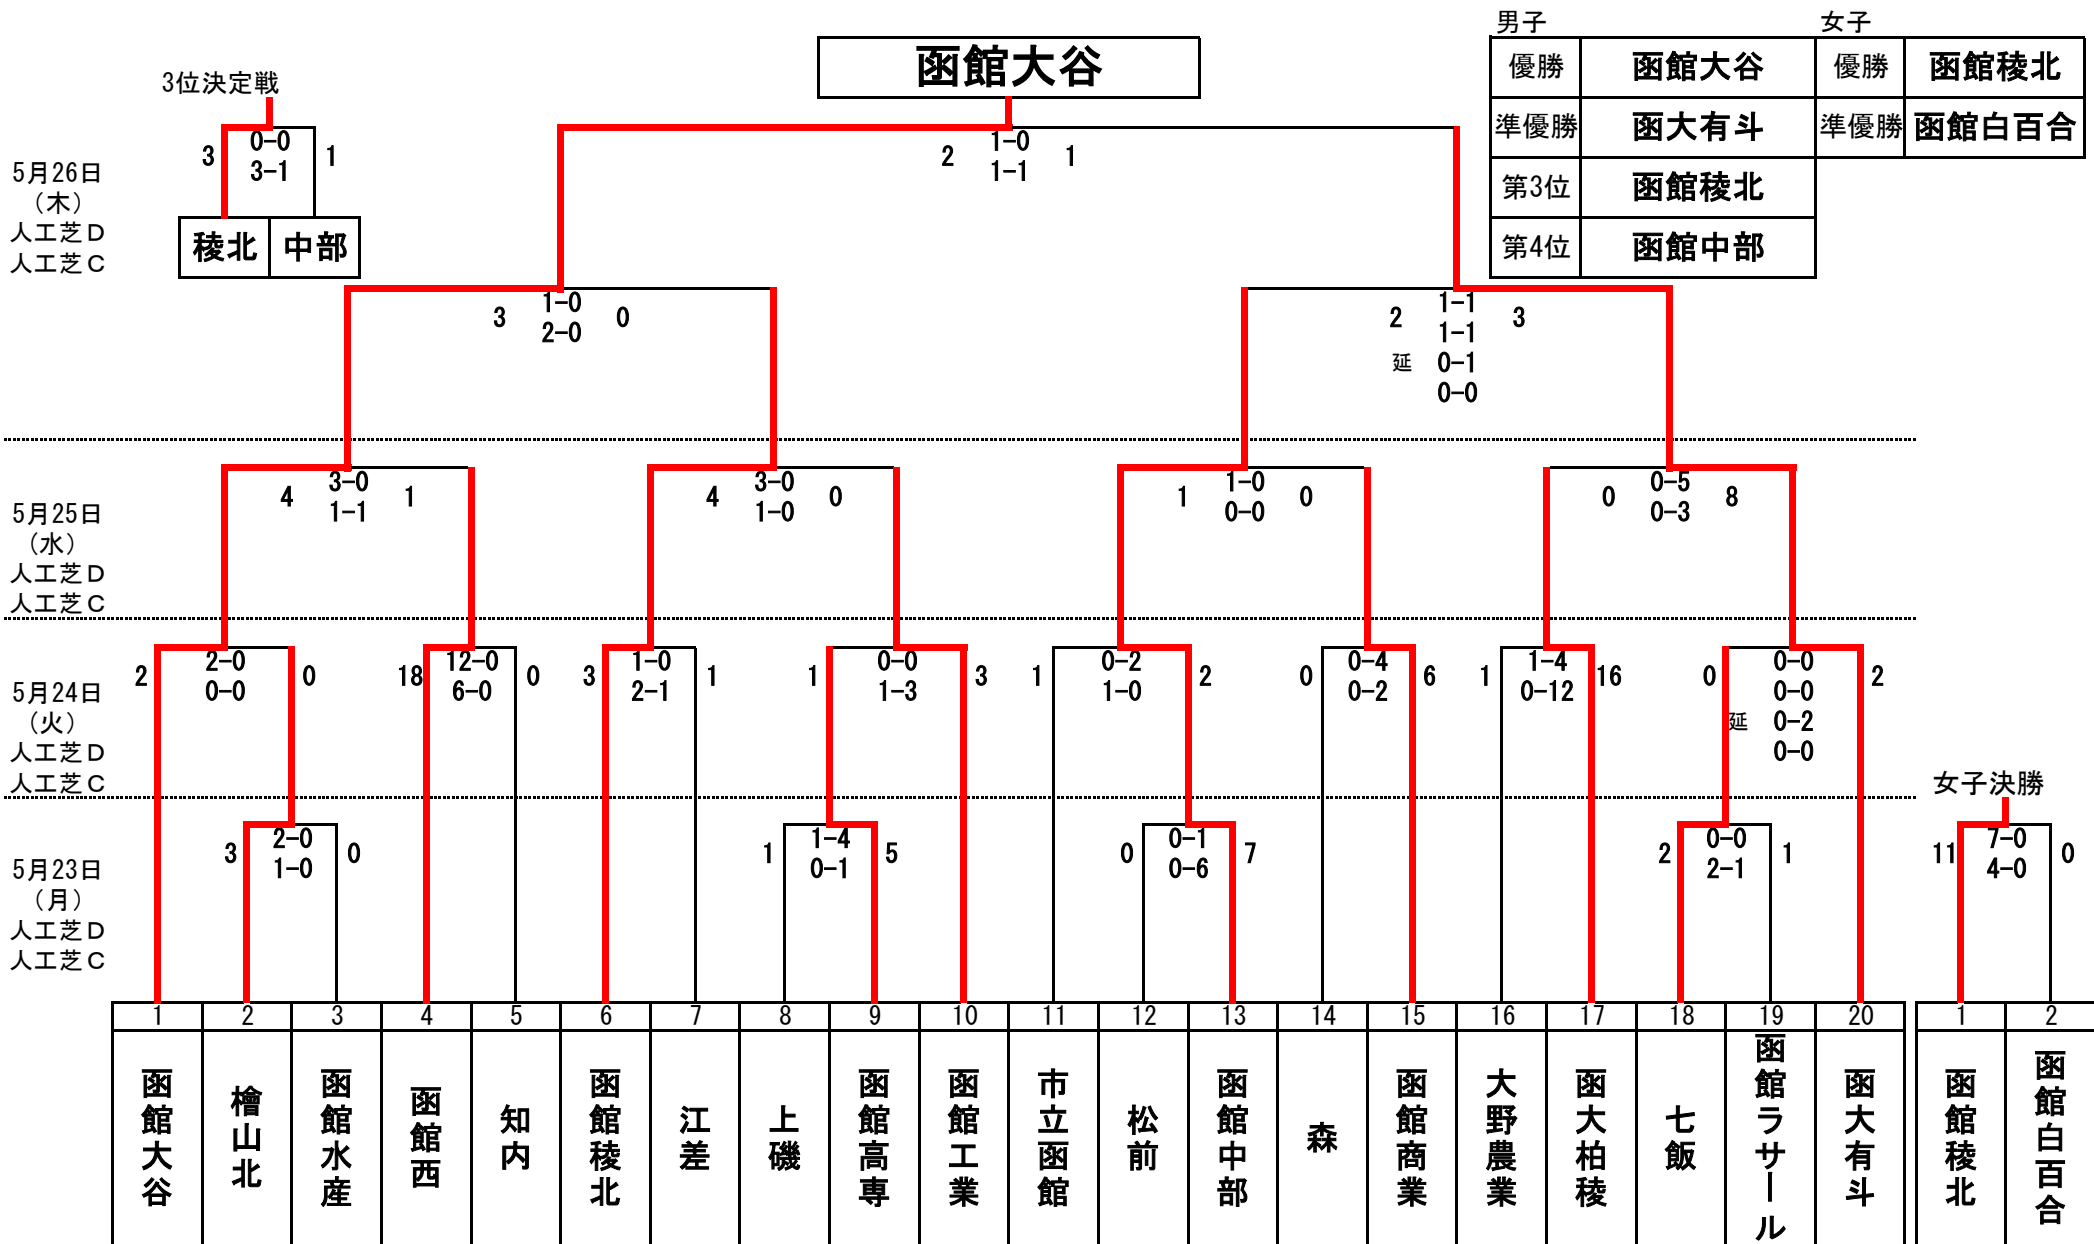 男子 女子
函館大谷
優勝 函館大谷 優勝 函館稜北
準優勝 函大有斗 準優勝 函館白百合
第3位 函館稜北
第4位 函館中部
3位決定戦
3 0-0 1
3-1
稜北 中部
5月26日
（木）
人工芝D
人工芝C
2 1-0 1
1-1
3 1-0 0
2-0
2 1-1 3
1-1
延 0-1
0-0
5月25日
（水）
人工芝D
人工芝C
4 3-0 1
1-1
4 3-0 0
1-0
1 1-0 0
0-0
0 0-5 8
0-3
5月24日
（火）
人工芝D
人工芝C
2 2-0 0
0-0
18 12-0 0
6-0
3 1-0 1
2-1
1 0-0 3
1-3
1 0-2 2
1-0
0 0-4 6
0-2
1 1-4 16
0-12
0 0-0 2
0-0
延 0-2
0-0
5月23日
（月）
人工芝D
人工芝C
3 2-0 0
1-0
1 1-4 5
0-1
0 0-1 7
0-6
2 0-0 1
2-1
女子決勝
11 7-0 0
4-0
1 2 3 4 5 6 7 8 9 10 11 12 13 14 15 16 17 18 19 20 1 2
函館大谷
檜山北
函館水産
函館西
知内
函館稜北
江差
上磯
函館高専
函館工業
市立函館
松前
函館中部
森
函館商業
大野農業
函大柏稜
七飯
函館ラサール
函大有斗
函館稜北
函館白百合